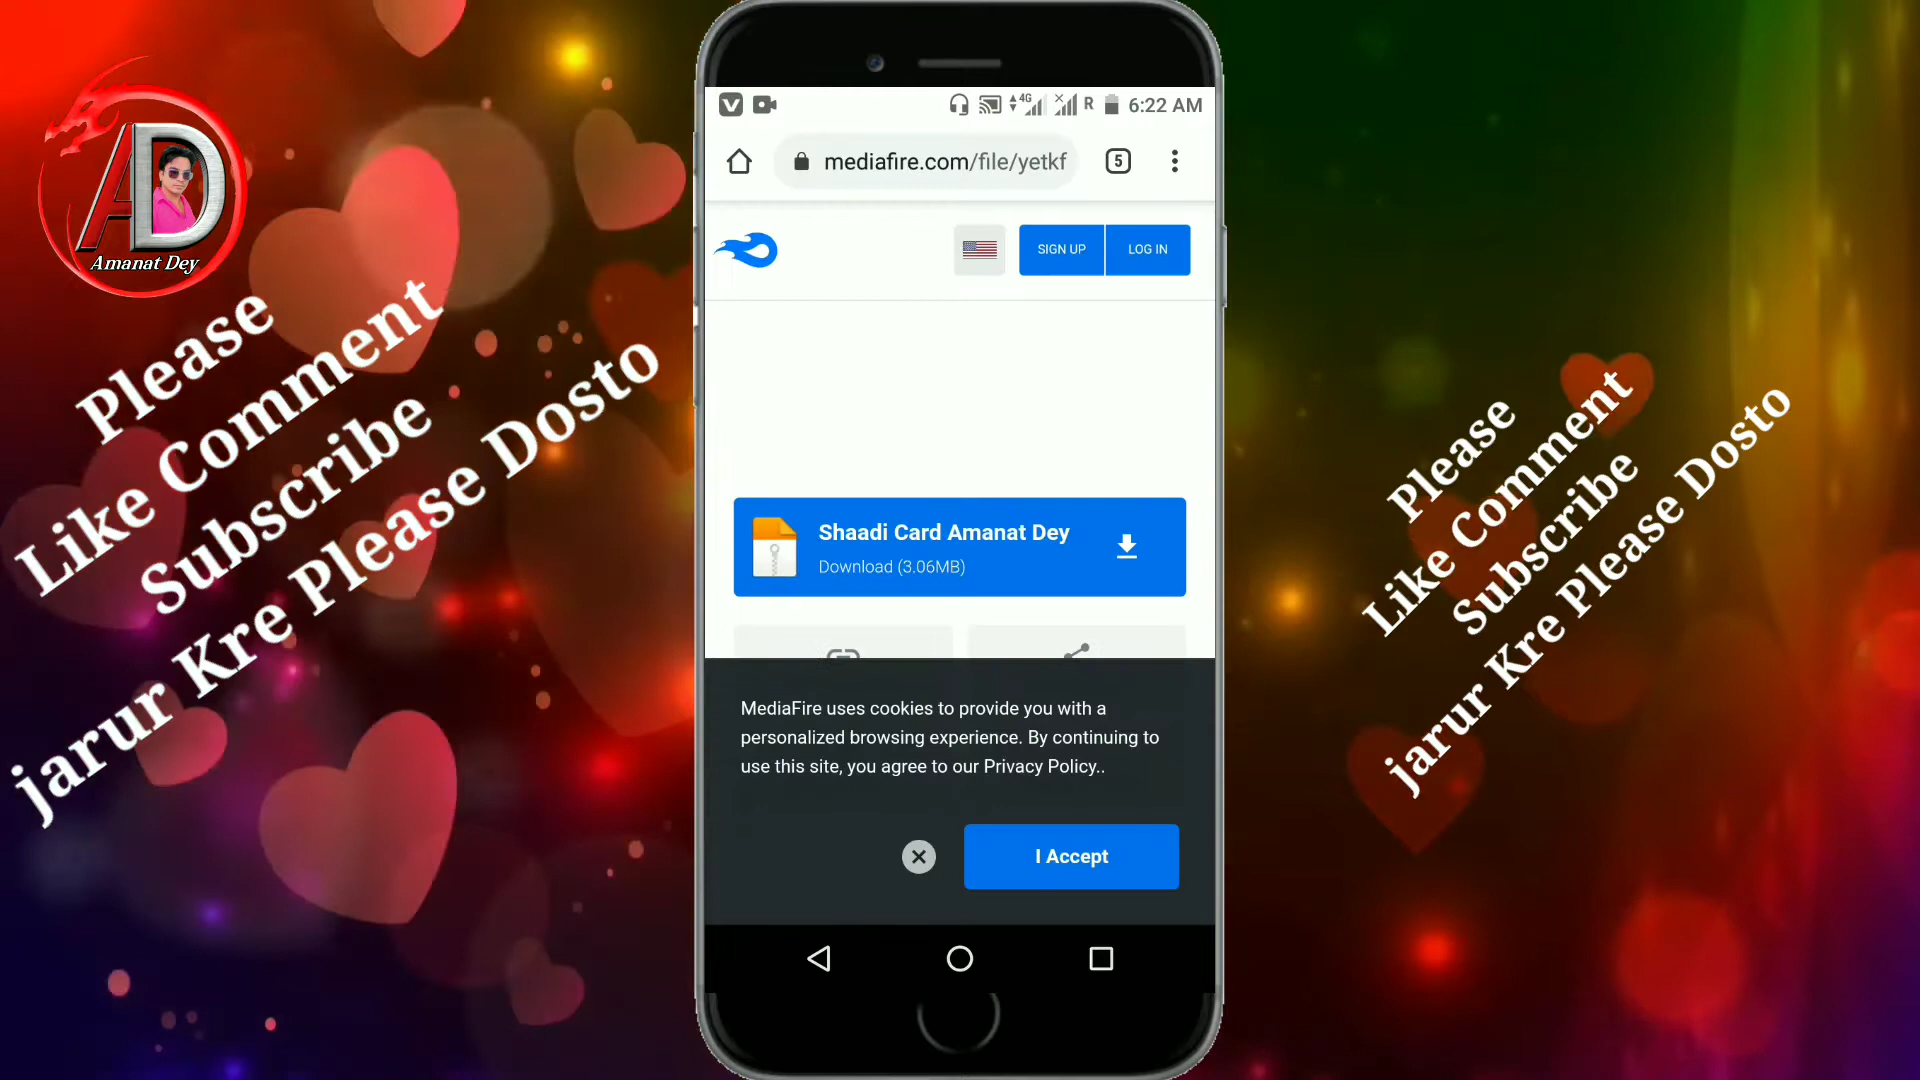 AD
Amanat Dey
Please
Like Comment
Subscribe
jarur Kre Please Dosto
V
4G
R
6:22 AM
mediafire.com/file/yetkf
5
SIGN UP
LOG IN
Shaadi Card Amanat Dey
Download (3.06MB)
MediaFire uses cookies to provide you with a
personalized browsing experience. By continuing to
use this site, you agree to our Privacy Policy..
I Accept
Please
Like Comment
Subscribe
jarur Kre Please Dosto